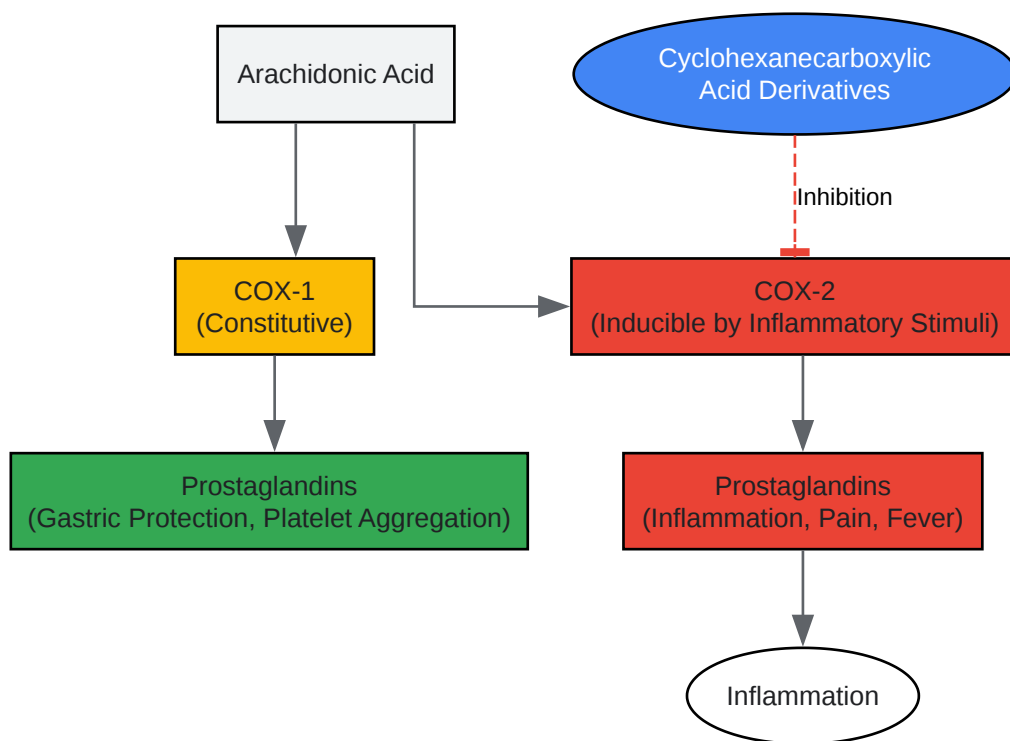 Arachidonic Acid
Cyclohexanecarboxylic
Acid Derivatives
Inhibition
COX-1
(Constitutive)
COX-2
(Inducible by Inflammatory Stimuli)
Prostaglandins
(Gastric Protection, Platelet Aggregation)
Prostaglandins
(Inflammation, Pain, Fever)
Inflammation